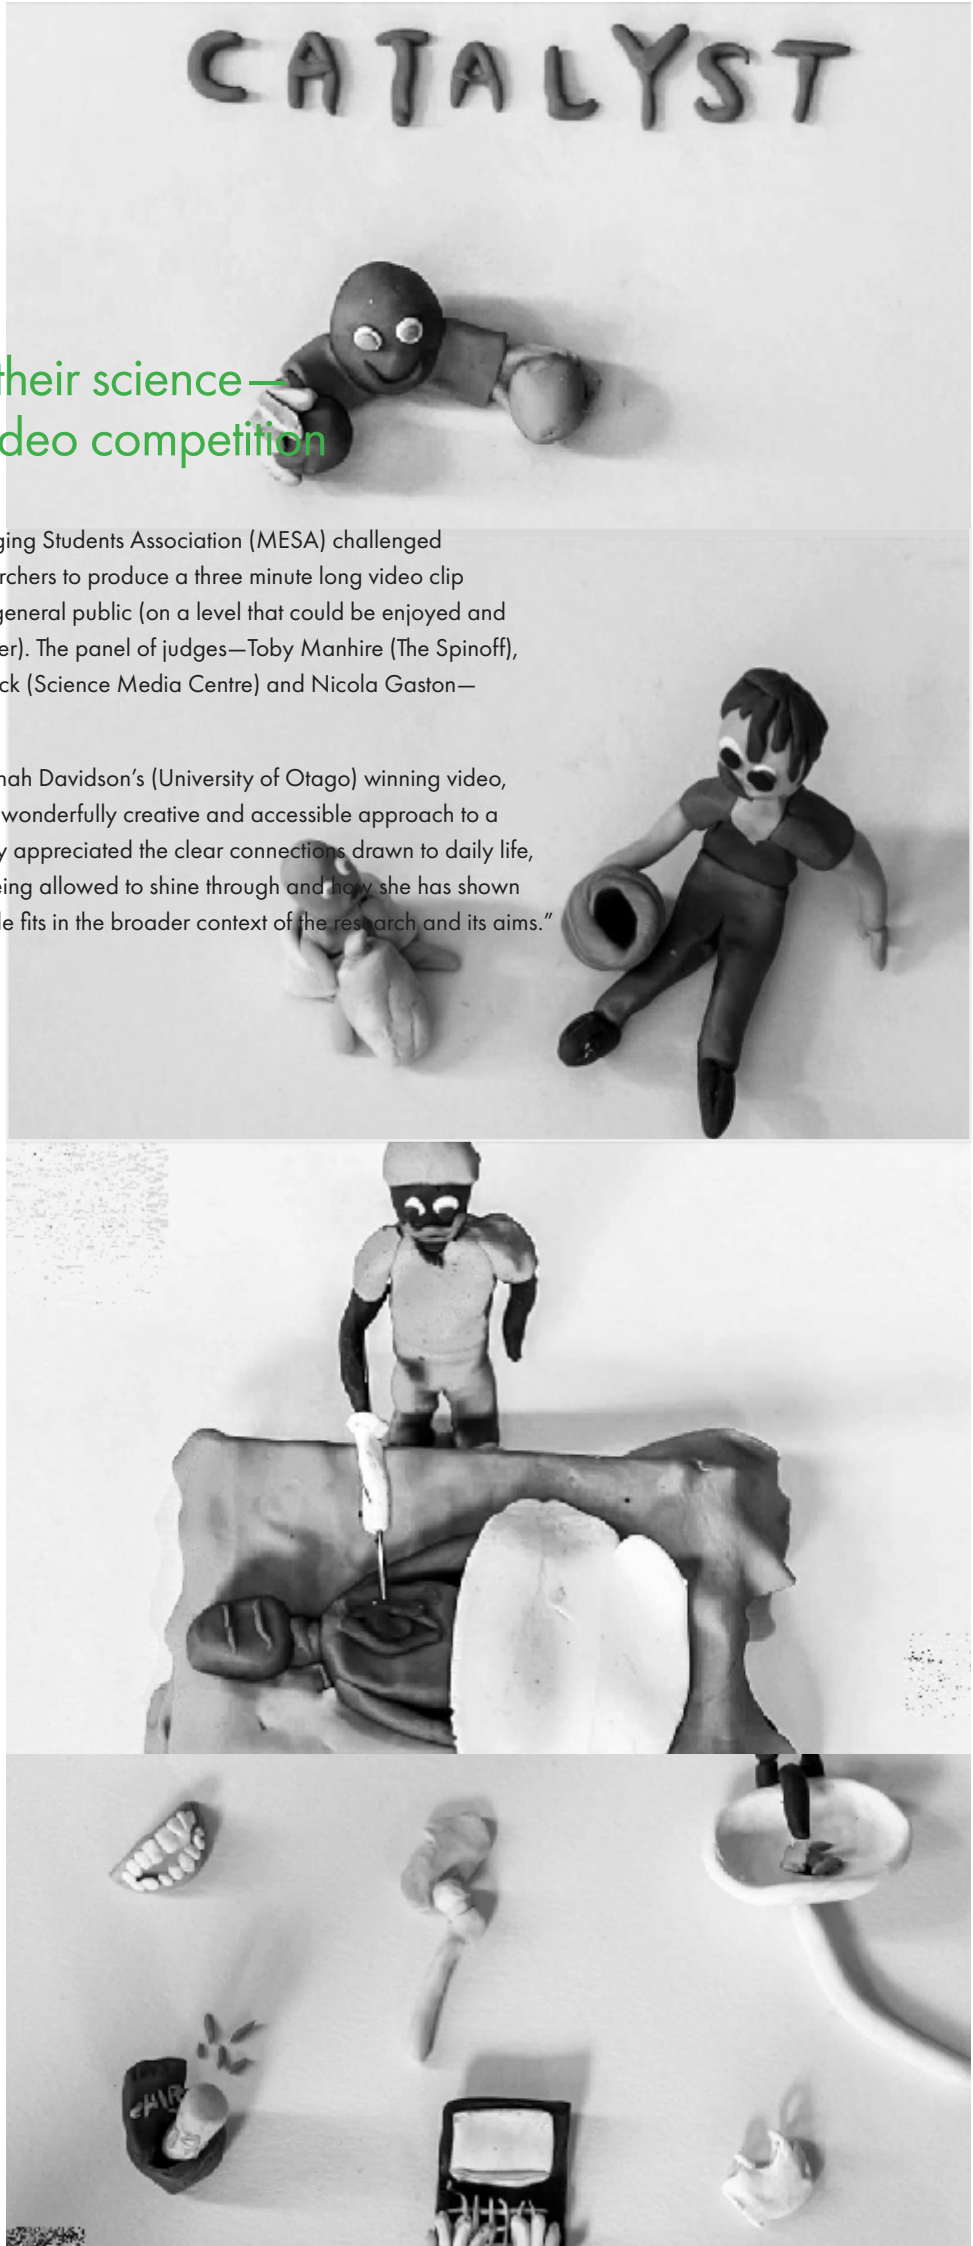 CATALYST
their science—
deo competition
ging Students Association (MESA) challenged
rchers to produce a three minute long video clip
general public (on a level that could be enjoyed and
er). The panel of judges—Toby Manhire (The Spinoff),
ck (Science Media Centre) and Nicola Gaston—
nah Davidson’s (University of Otago) winning video,
wonderfully creative and accessible approach to a
y appreciated the clear connections drawn to daily life,
eing allowed to shine through and how she has shown
le fits in the broader context of the research and its aims.”
CHIPS